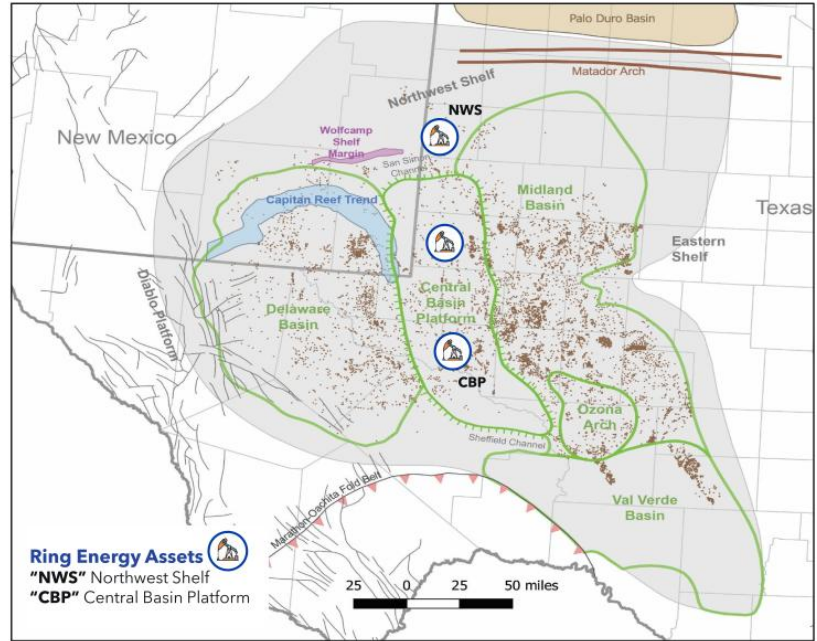 Palo Duro Basin
Matador Arch
Northwest Shelf
NWS
New Mexico
Wolfcamp
Shelf
Margin
San Simon
Channel
Capitan Reef Trend
Midland
Basin
Texas
Eastern
Shelf
Diablo Platform
Delaware
Basin
Central
Basin
Platform
CBP
Ozona
Arch
Sheffield Channel
Val Verde
Basin
Marathon-Oachita Fold Belt
Ring Energy Assets
"NWS" Northwest Shelf
"CBP" Central Basin Platform
25 0 25 50 miles